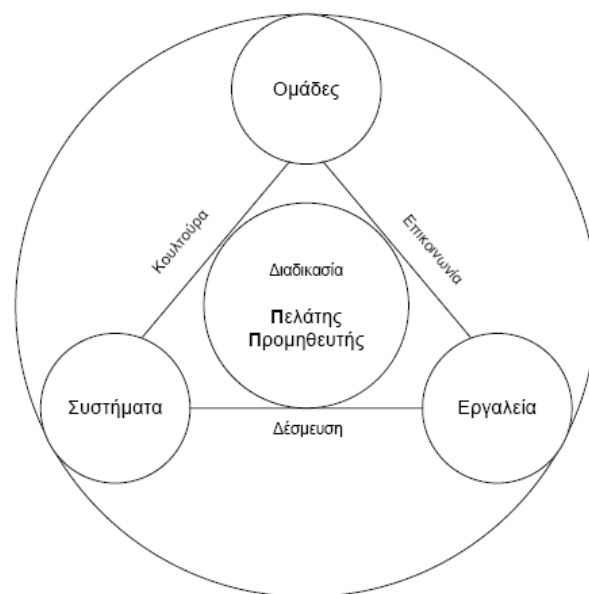 Ομάδες
Κουλτούρα
Επικοινωνία
Διαδικασία
Πελάτης
Προμηθευτής
Συστήματα
Εργαλεία
Δέσμευση